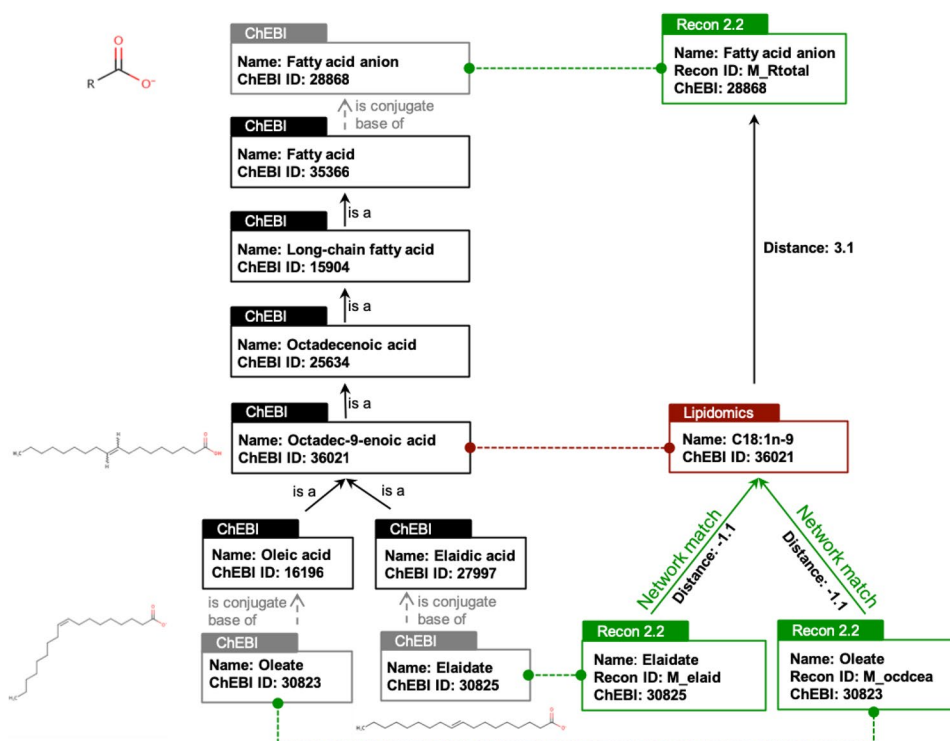 ChEBI
Name: Fatty acid anion
ChEBI ID: 28868
Recon 2.2
Name: Fatty acid anion
Recon ID: M_Rtotal
ChEBI: 28868
O
R
O-
is conjugate
base of
ChEBI
Name: Fatty acid
ChEBI ID: 35366
is a
ChEBI
Name: Long-chain fatty acid
ChEBI ID: 15904
Distance: 3.1
is a
ChEBI
Name: Octadecenoic acid
ChEBI ID: 25634
is a
ChEBI
Name: Octadec-9-enoic acid
ChEBI ID: 36021
Lipidomics
Name: C18:1n-9
ChEBI ID: 36021
H
H
H₃C
O
OH
is a
is a
ChEBI
Name: Oleic acid
ChEBI ID: 16196
ChEBI
Name: Elaidic acid
ChEBI ID: 27997
Network match
Distance: -1.1
Network match
Distance: -1.1
is conjugate
base of
is conjugate
base of
ChEBI
Name: Oleate
ChEBI ID: 30823
ChEBI
Name: Elaidate
ChEBI ID: 30825
Recon 2.2
Name: Elaidate
Recon ID: M_elaid
ChEBI: 30825
Recon 2.2
Name: Oleate
Recon ID: M_ocdcea
ChEBI: 30823
H₃C
H₃C